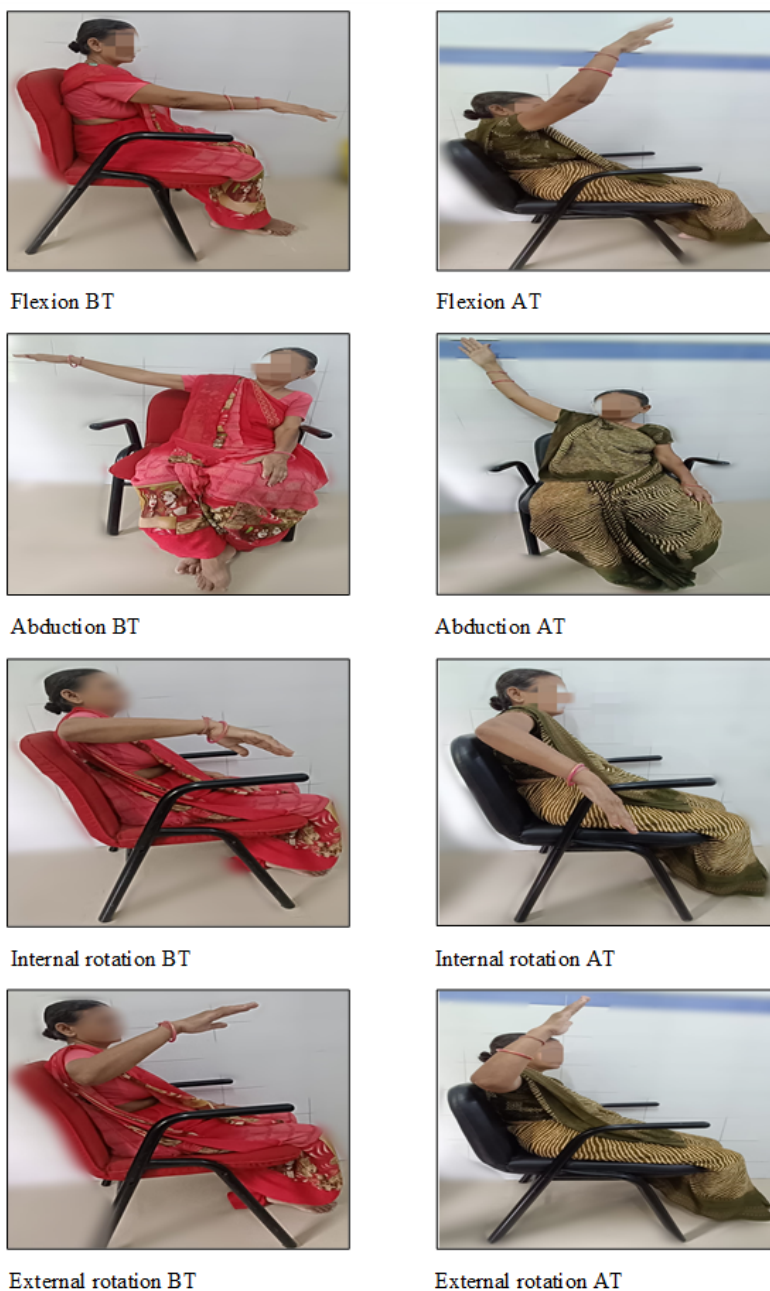 Flexion BT
Flexion AT
Abduction BT
Abduction AT
Internal rotation BT
Internal rotation AT
External rotation BT
External rotation AT